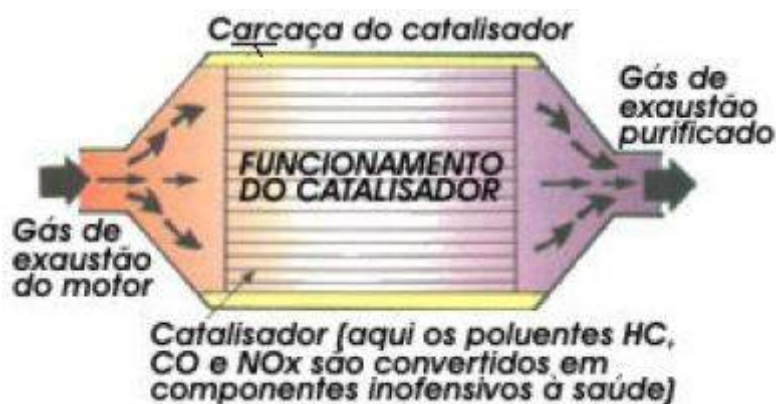 Carcaça do catalisador
Gás de
exaustão
purificado
FUNCIONAMENTO
DO CATALISADOR
Gás de
exaustão
do motor
Catalisador (aqui os poluentes HC,
CO e NOx são convertidos em
componentes inofensivos à saúde)